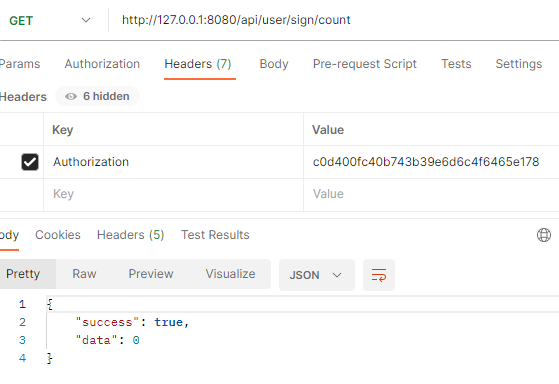 GET http://127.0.0.1:8080/api/user/sign/count
Params Authorization Headers (7) Body Pre-request Script Tests Settings
Headers 6 hidden
Key Value
Authorization c0d400fc40b743b39e6d6c4f6465e178
Key Value
ody Cookies Headers (5) Test Results
Pretty Raw Preview Visualize JSON
1 {
2 "success": true,
3 "data": 0
4 }